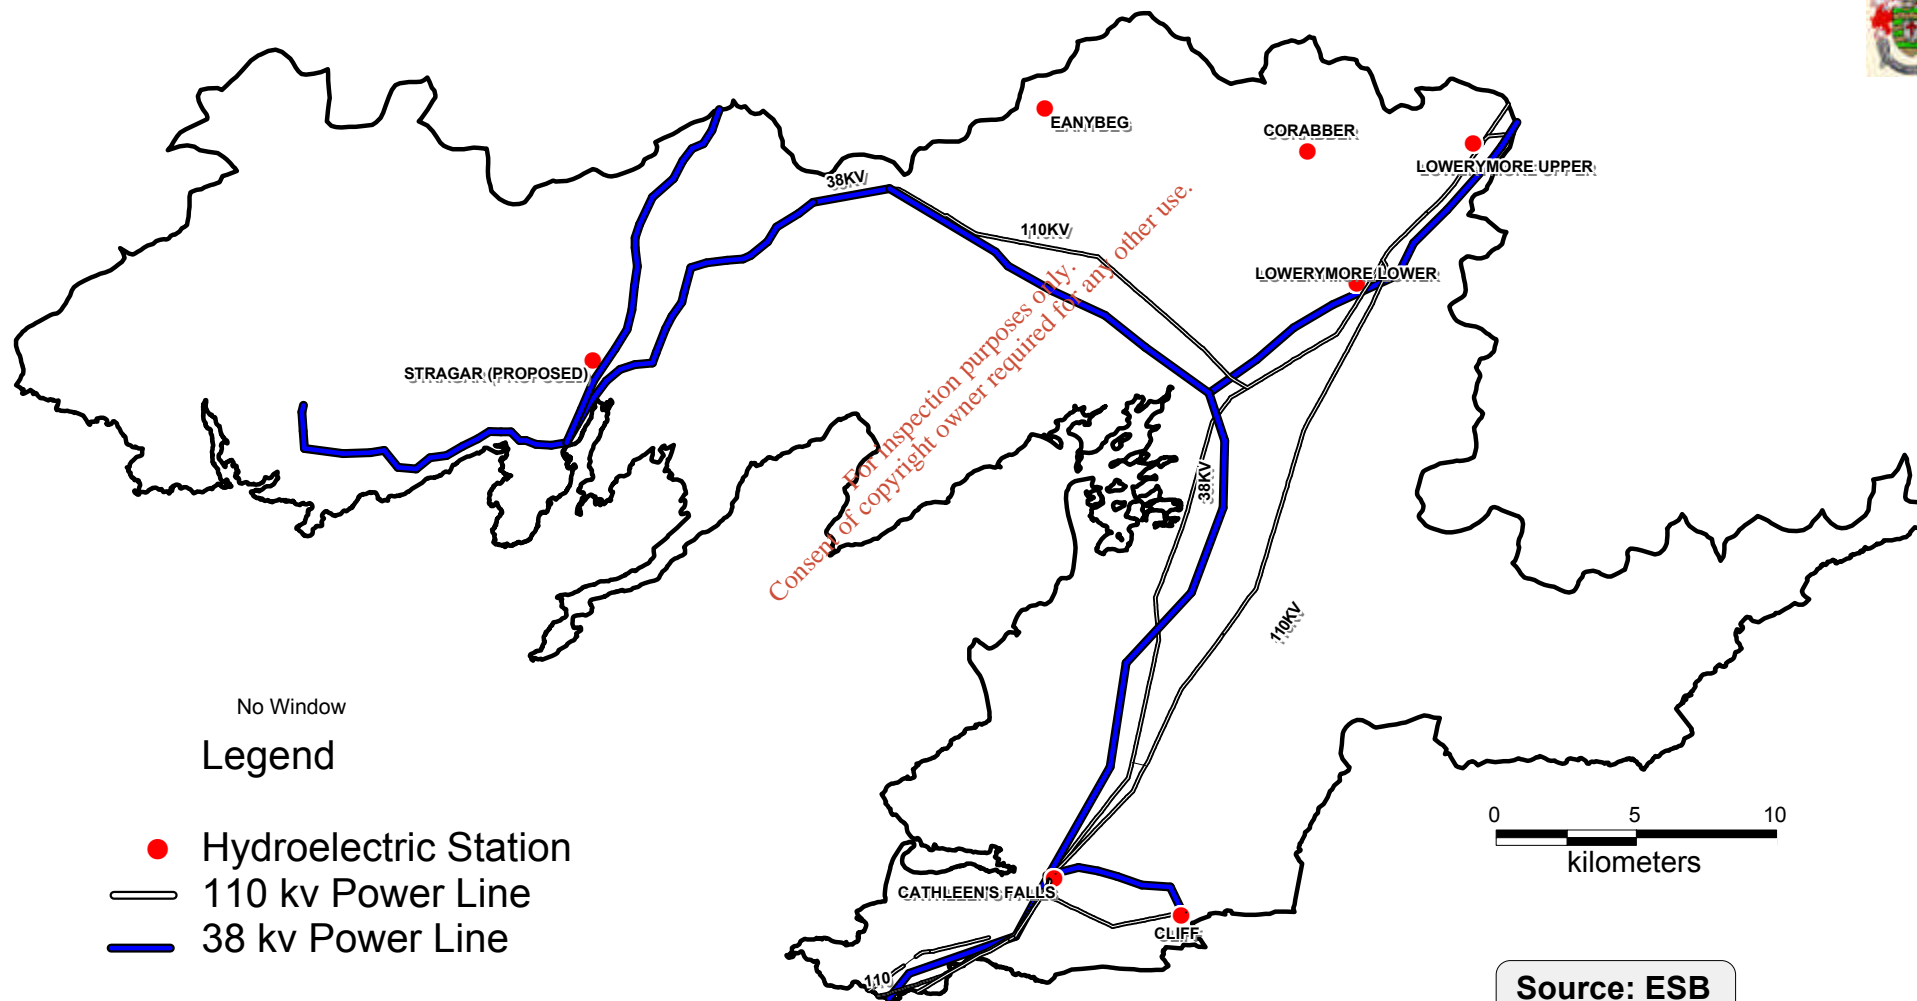 EANYBEG
CORABBER
LOWERYMORE UPPER
38KV
110KV
LOWERYMORE LOWER
STRAGAR (PROPOSED)
For inspection purposes only.
Consent of copyright owner required for any other use.
38KV
110KV
No Window
Legend
Hydroelectric Station
110 kv Power Line
38 kv Power Line
0 5 10
kilometers
CATHLEEN'S FALLS
CLIFF
110
Source: ESB